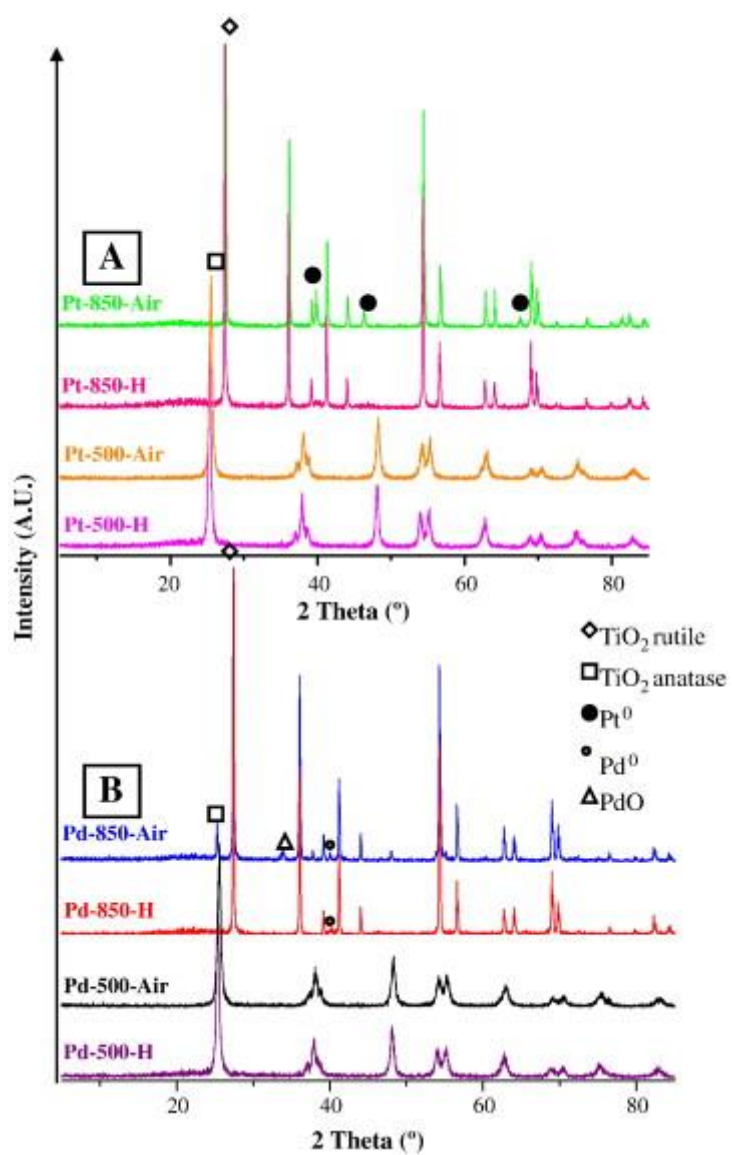 A
Pt-850-Air
Pt-850-H
Pt-500-Air
Pt-500-H
20
40
60
80
2 Theta (º)
Intensity (A.U.)
TiO₂ rutile
TiO₂ anatase
Pt⁰
Pd⁰
PdO
B
Pd-850-Air
Pd-850-H
Pd-500-Air
Pd-500-H
20
40
60
80
2 Theta (º)